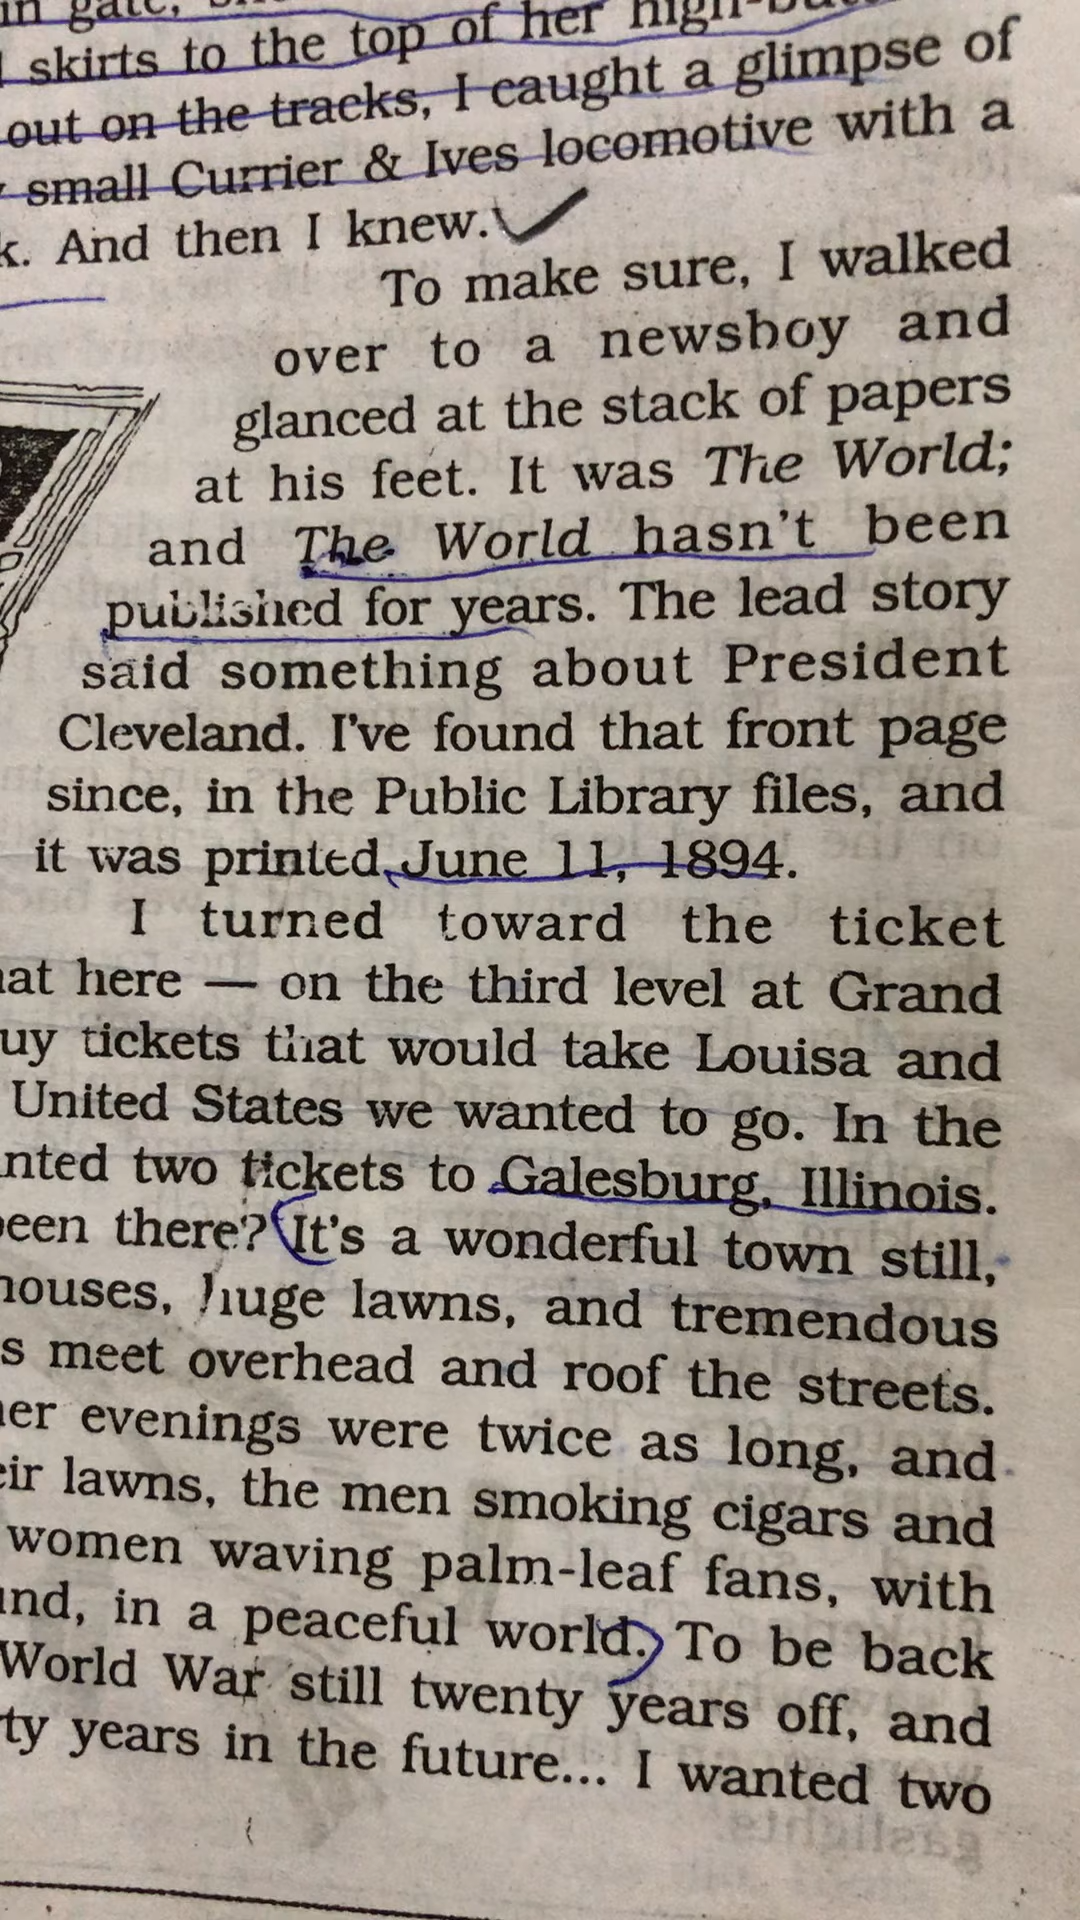 skirts to the top of her
out on the tracks, I caught a glimpse of
small Currier & Ives locomotive with a
k. And then I knew.
To make sure, I walked
over to a newsboy and
glanced at the stack of papers
at his feet. It was The World;
and The World hasn't been
published for years. The lead story
said something about President
Cleveland. I've found that front page
since, in the Public Library files, and
it was printed June 11, 1894.
I turned toward the ticket
at here — on the third level at Grand
uy tickets that would take Louisa and
United States we wanted to go. In the
nted two tickets to Galesburg, Illinois.
een there? It's a wonderful town still,
houses, huge lawns, and tremendous
s meet overhead and roof the streets.
er evenings were twice as long, and
eir lawns, the men smoking cigars and
women waving palm-leaf fans, with
nd, in a peaceful world. To be back
World War still twenty years off, and
ty years in the future... I wanted two